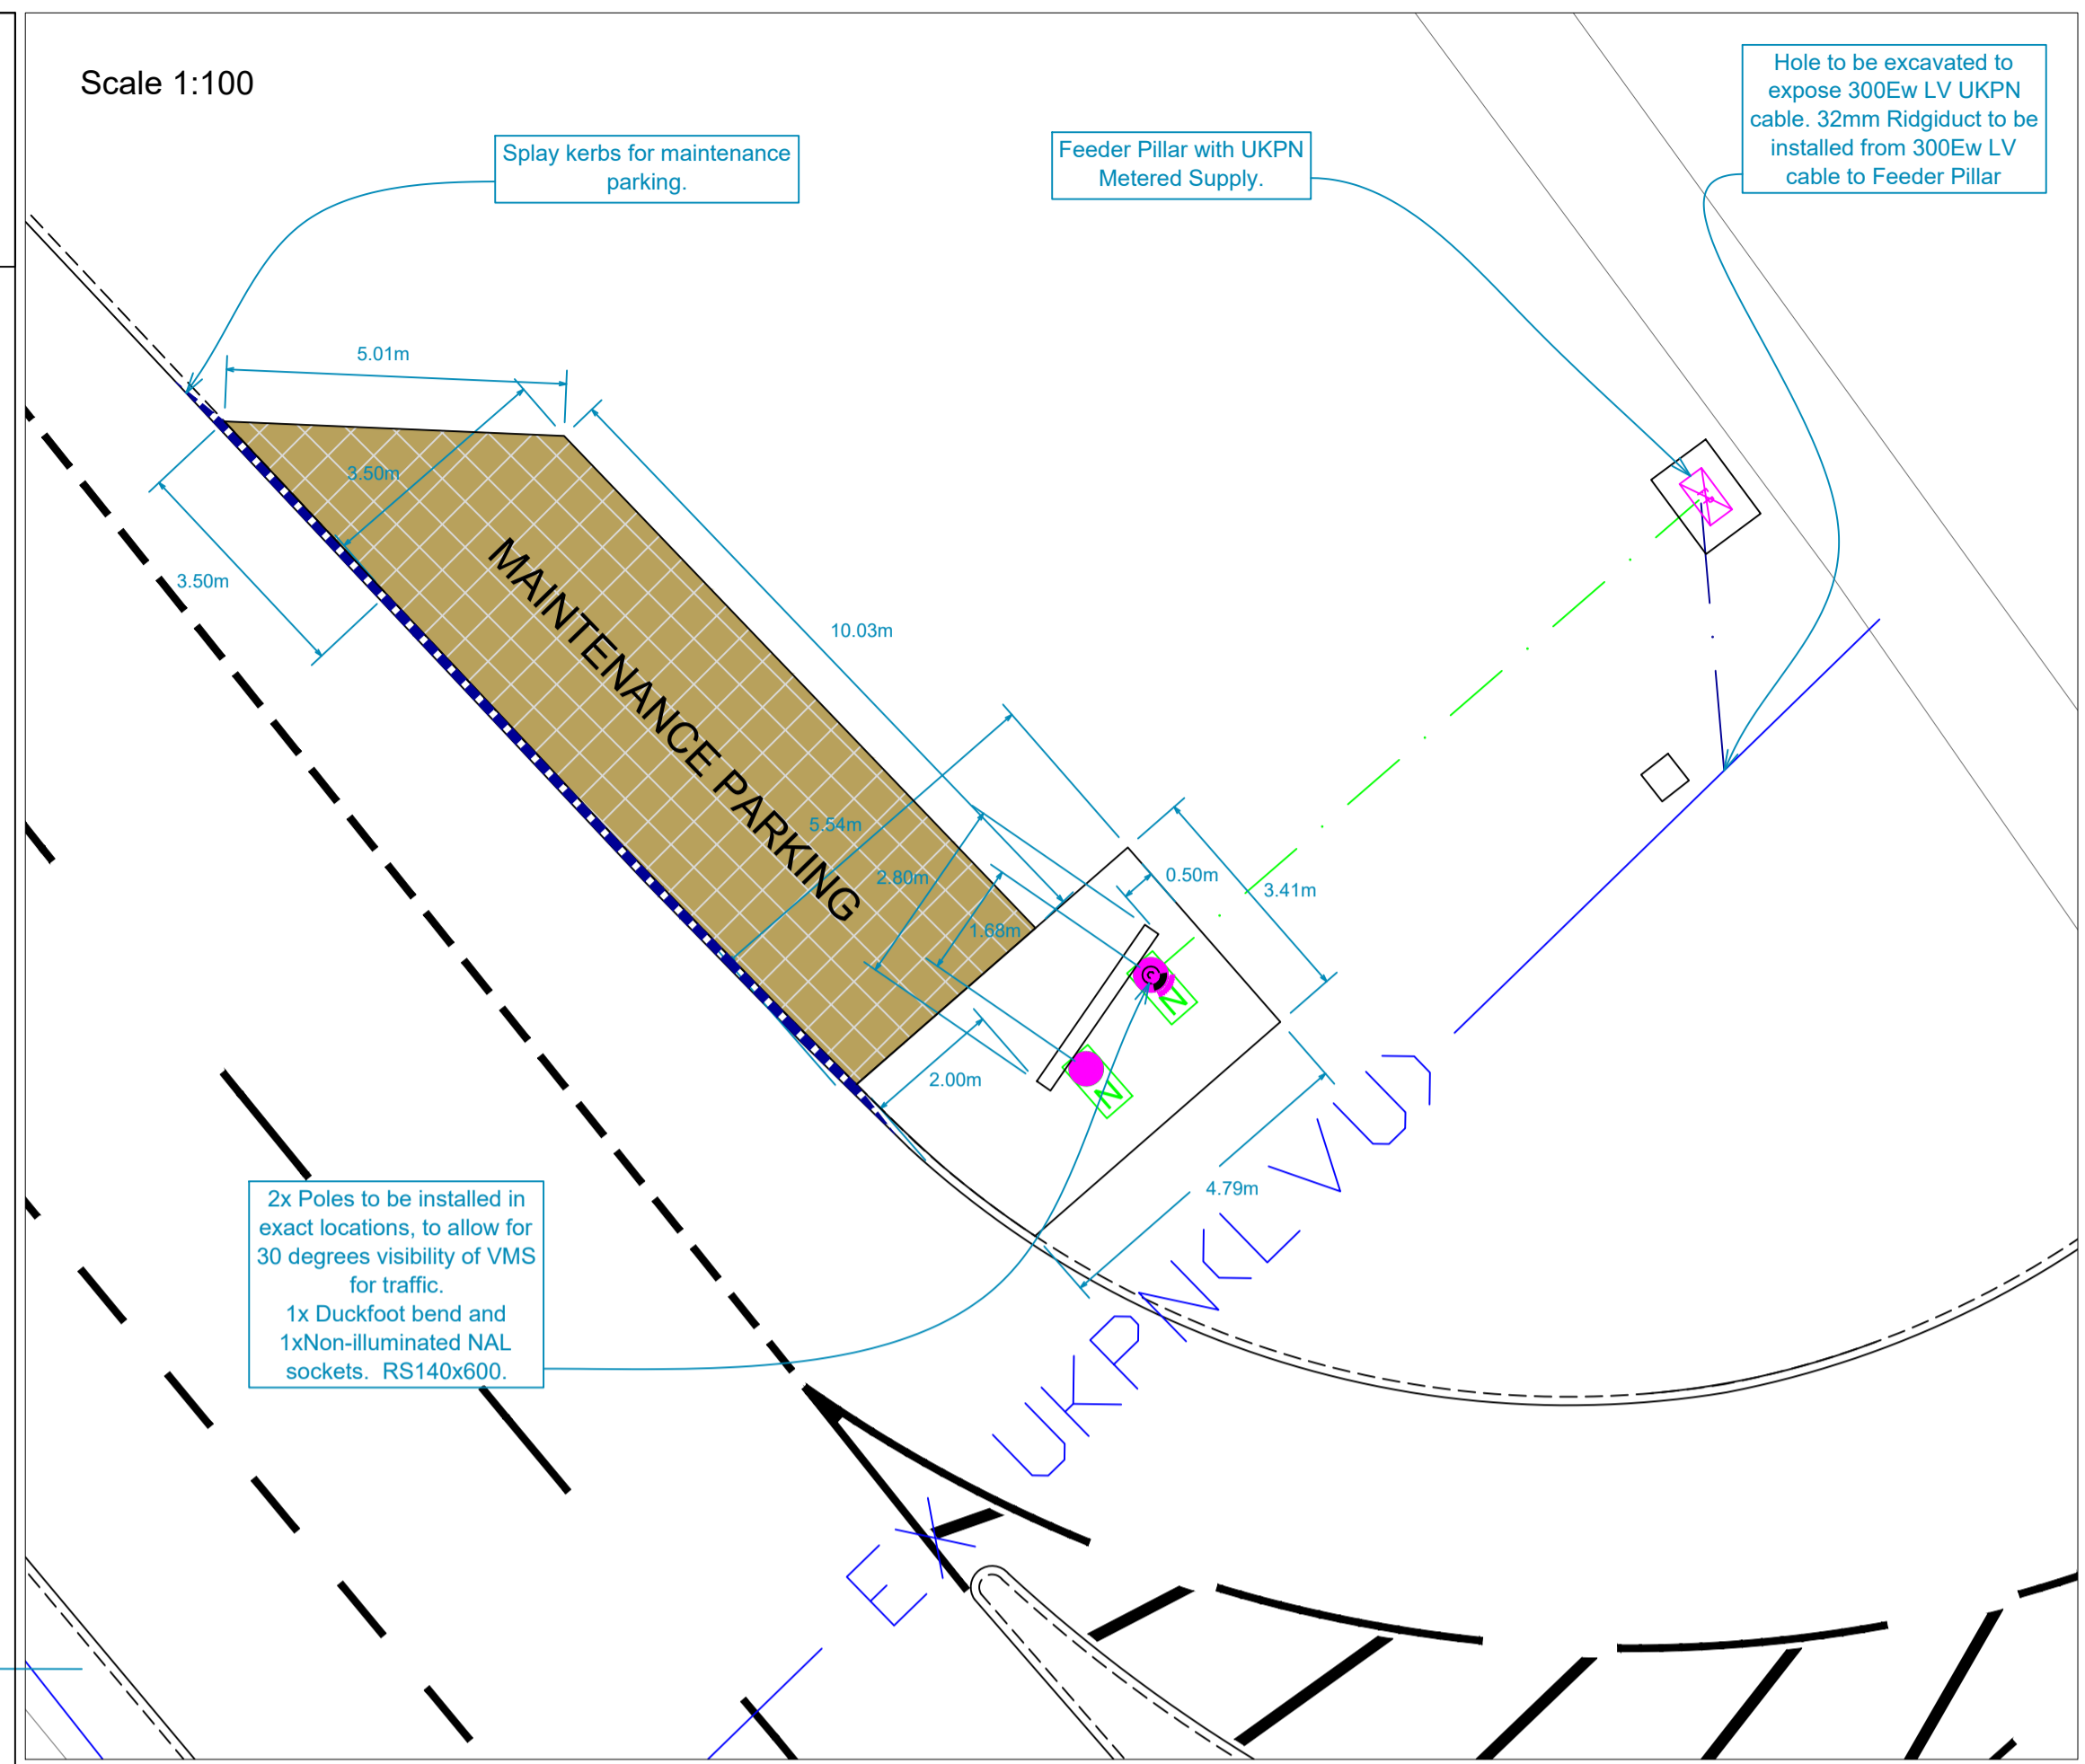 Scale 1:100
Splay kerbs for maintenance
parking.
Feeder Pillar with UKPN
Metered Supply.
Hole to be excavated to
expose 300Ew LV UKPN
cable. 32mm Ridgiduct to be
installed from 300Ew LV
cable to Feeder Pillar
5.01m
3.50m
3.50m
10.03m
MAINTENANCE PARKING
5.54m
2.80m
1.68m
0.50m
3.41m
2.00m
N
N
4.79m
2x Poles to be installed in
exact locations, to allow for
30 degrees visibility of VMS
for traffic.
1x Duckfoot bend and
1xNon-illuminated NAL
sockets.  RS140x600.
EX UKPN(LVU)